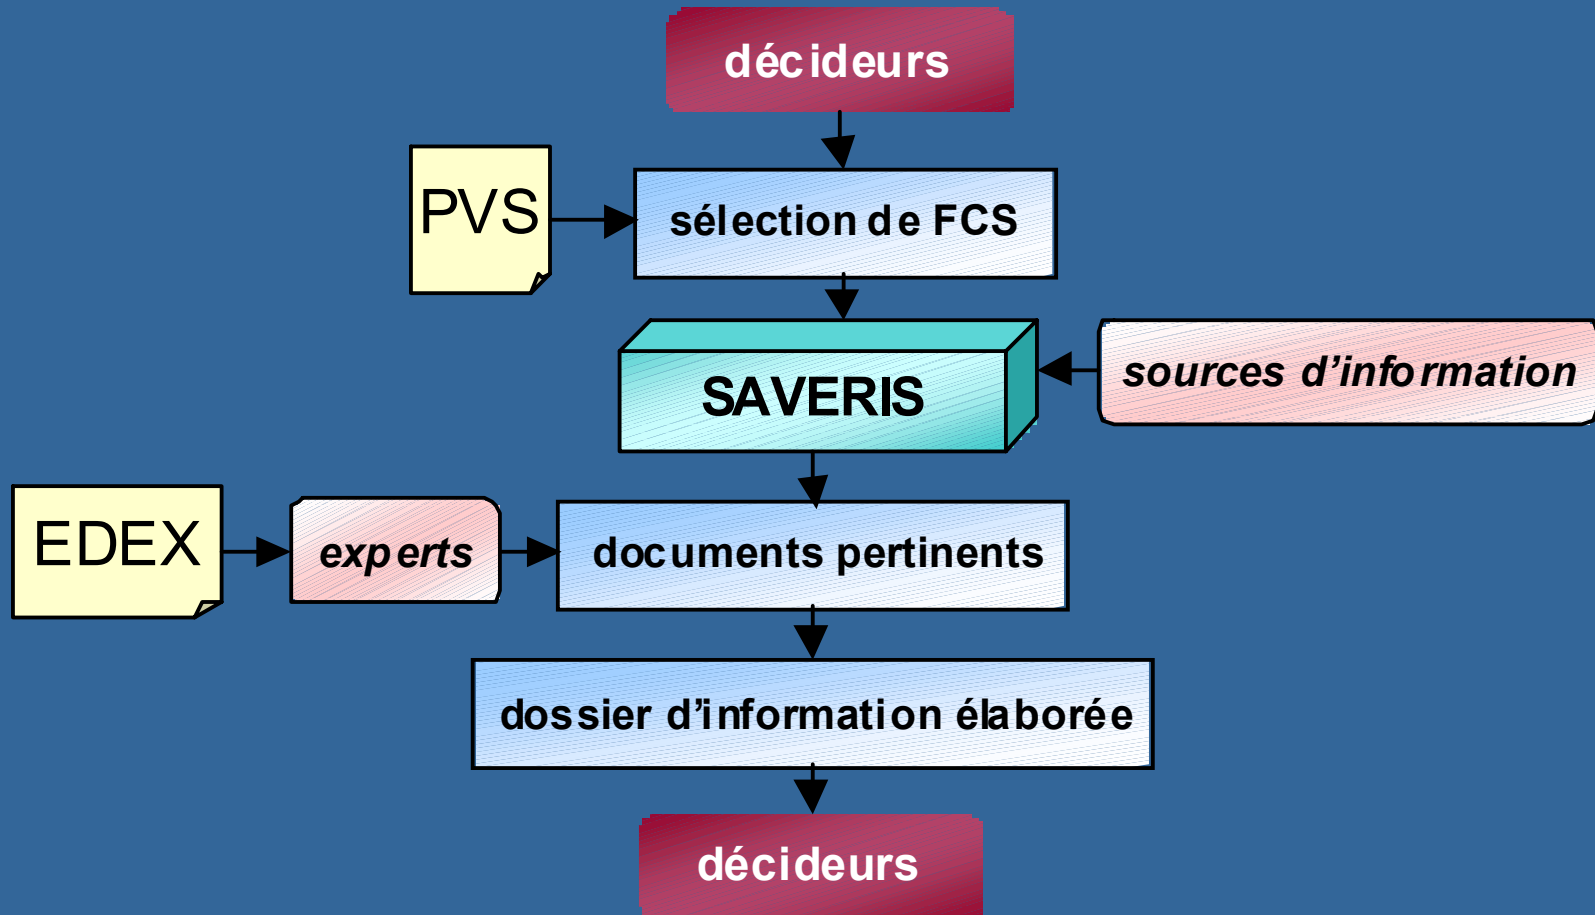 décideurs
PVS
sélection de FCS
SAVERIS
sources d’information
EDEX
experts
documents pertinents
dossier d’information élaborée
décideurs